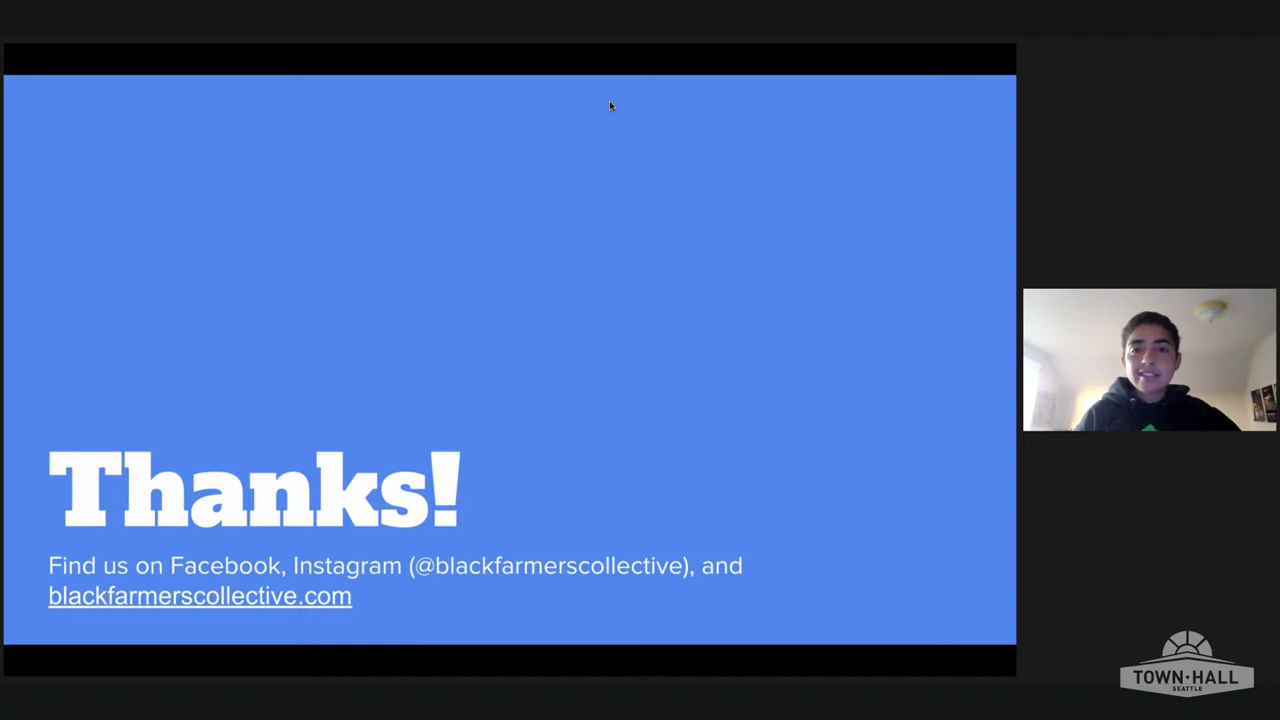 Thanks!
Find us on Facebook, Instagram (@blackfarmerscollective), and
blackfarmerscollective.com
TOWN·HALL
SEATTLE